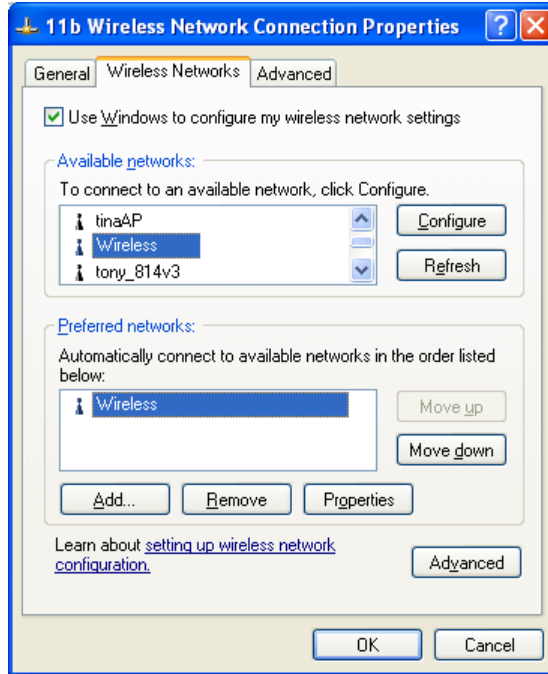 11b Wireless Network Connection Properties
General Wireless Networks Advanced
Use Windows to configure my wireless network settings
Available networks:
To connect to an available network, click Configure.
tinaAP
Wireless
tony_814v3
Configure
Refresh
Preferred networks:
Automatically connect to available networks in the order listed
below:
Wireless
Move up
Move down
Add... Remove Properties
Learn about setting up wireless network
configuration.
Advanced
OK Cancel